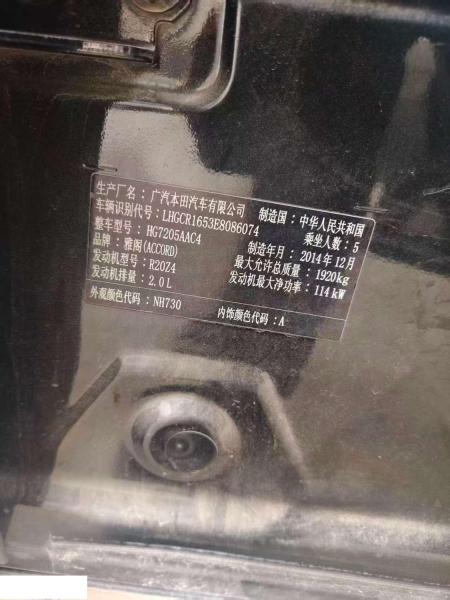 生产厂名：广汽本田汽车有限公司 制造国：中华人民共和国
车辆识别代号：LHGCR1653E8086074 乘坐人数：5
整车型号：HG7205AAC4 制造年月：2014年12月
品牌：雅阁(ACCORD) 最大允许总质量：1920kg
发动机型号：R20Z4 发动机最大净功率：114kW
发动机排量：2.0L
外观颜色代码：NH730 内饰颜色代码：A